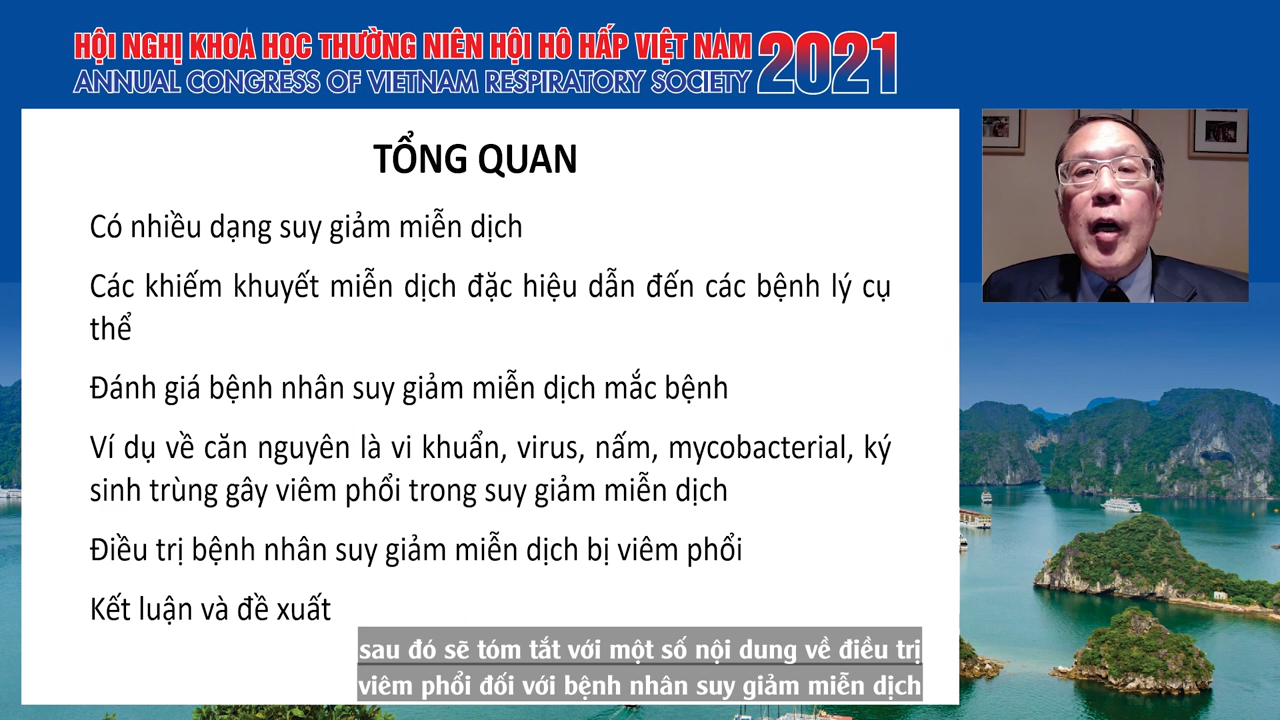 HỘI NGHỊ KHOA HỌC THƯỜNG NIÊN HỘI HÔ HẤP VIỆT NAM 2021
ANNUAL CONGRESS OF VIETNAM RESPIRATORY SOCIETY
TỔNG QUAN
Có nhiều dạng suy giảm miễn dịch
Các khiếm khuyết miễn dịch đặc hiệu dẫn đến các bệnh lý cụ
thể
Đánh giá bệnh nhân suy giảm miễn dịch mắc bệnh
Ví dụ về căn nguyên là vi khuẩn, virus, nấm, mycobacterial, ký
sinh trùng gây viêm phổi trong suy giảm miễn dịch
Điều trị bệnh nhân suy giảm miễn dịch bị viêm phổi
Kết luận và đề xuất
sau đó sẽ tóm tắt với một số nội dung về điều trị
viêm phổi đối với bệnh nhân suy giảm miễn dịch